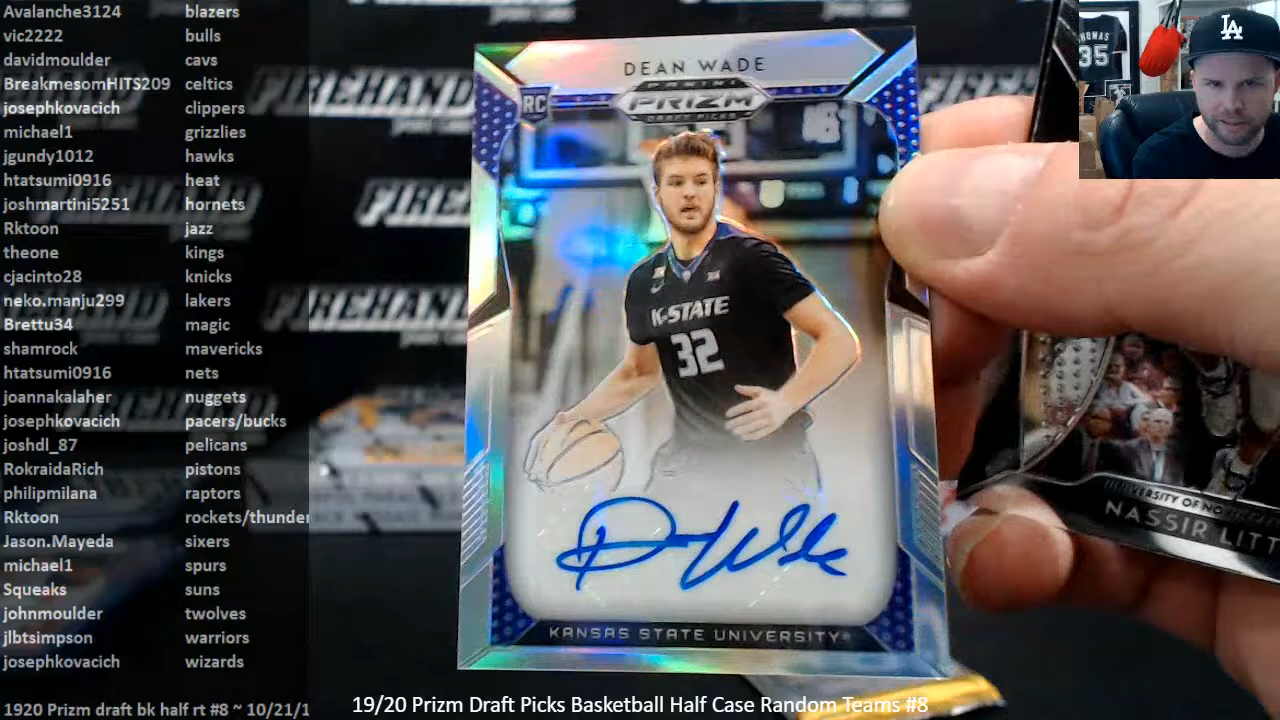 Avalanche3124 blazers
vic2222 bulls
davidmoulder cavs
BreakmesomHITS209 celtics
josephkovacich clippers
michael1 grizzlies
jgundy1012 hawks
htatsumi0916 heat
joshmartini5251 hornets
Rktoon jazz
theone kings
cjacinto28 knicks
neko.manju299 lakers
Brettu34 magic
shamrock mavericks
htatsumi0916 nets
joannakalaher nuggets
josephkovacich pacers/bucks
joshdl_87 pelicans
RokraidaRich pistons
philipmilana raptors
Rktoon rockets/thunder
Jason.Mayeda sixers
michael1 spurs
Squeaks suns
johnmoulder twolves
jlbtsimpson warriors
josephkovacich wizards
1920 Prizm draft bk half rt #8 ~ 10/21/1
19/20 Prizm Draft Picks Basketball Half Case Random Teams #8
DEAN WADE
RC
PANINI
PRIZM
DRAFT PICKS
K-STATE
32
KANSAS STATE UNIVERSITY
NASSIR LITT
FIREHAND
FIREHAND
LA
35